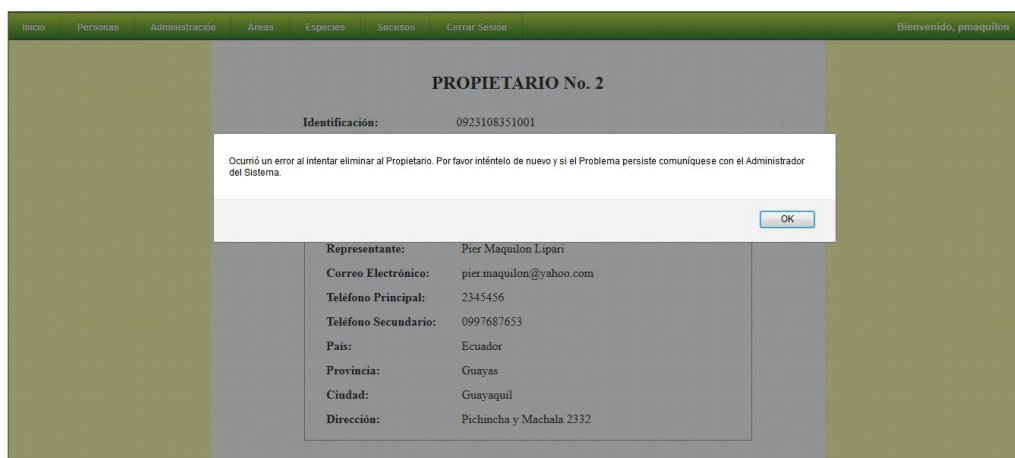 Inicio Personas Administración Áreas Especies Sucesos Cerrar Sesión Bienvenido, pmaquilon
PROPIETARIO No. 2
Identificación: 0923108351001
Ocurrió un error al intentar eliminar al Propietario. Por favor inténtelo de nuevo y si el Problema persiste comuníquese con el Administrador
del Sistema.
OK
Representante: Pier Maquilon Lipari
Correo Electrónico: pier.maquilon@yahoo.com
Teléfono Principal: 2345456
Teléfono Secundario: 0997687653
País: Ecuador
Provincia: Guayas
Ciudad: Guayaquil
Dirección: Pichincha y Machala 2332